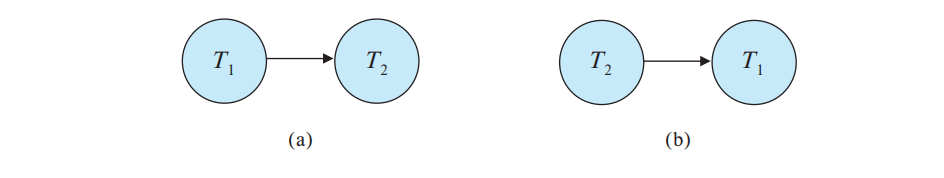 T₁ T₂ T₂ T₁
(a) (b)